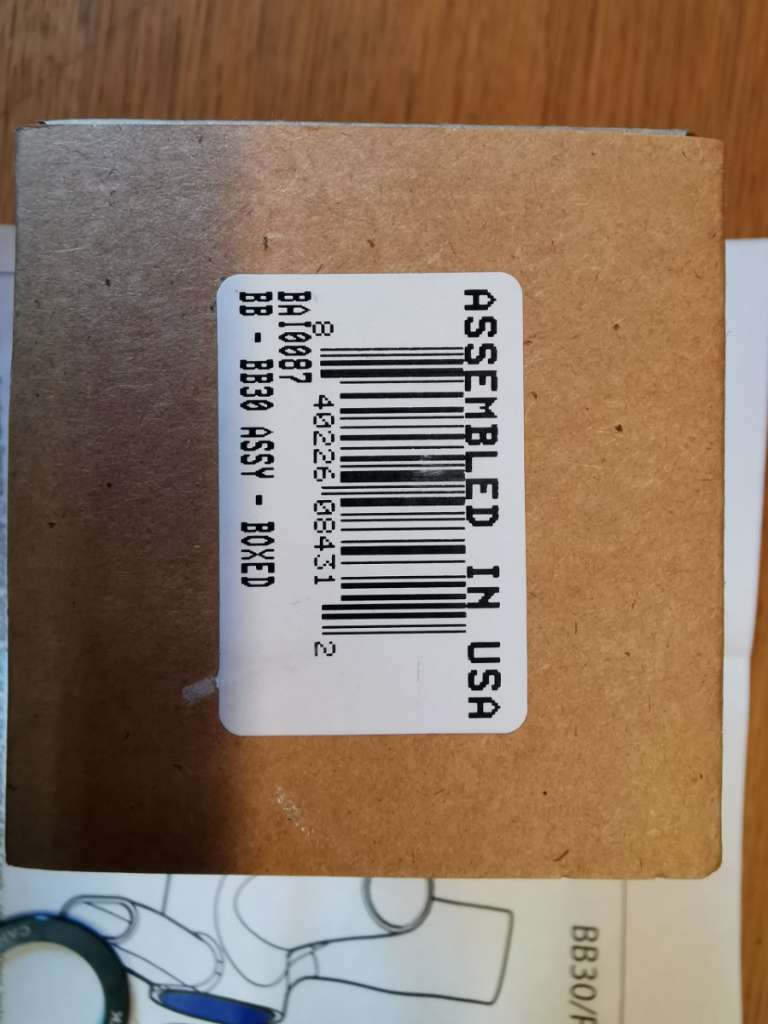 ASSEMBLED IN USA
8 40226 08431 2
BAI0087
BB - BB30 ASSY - BOXED
BB30/